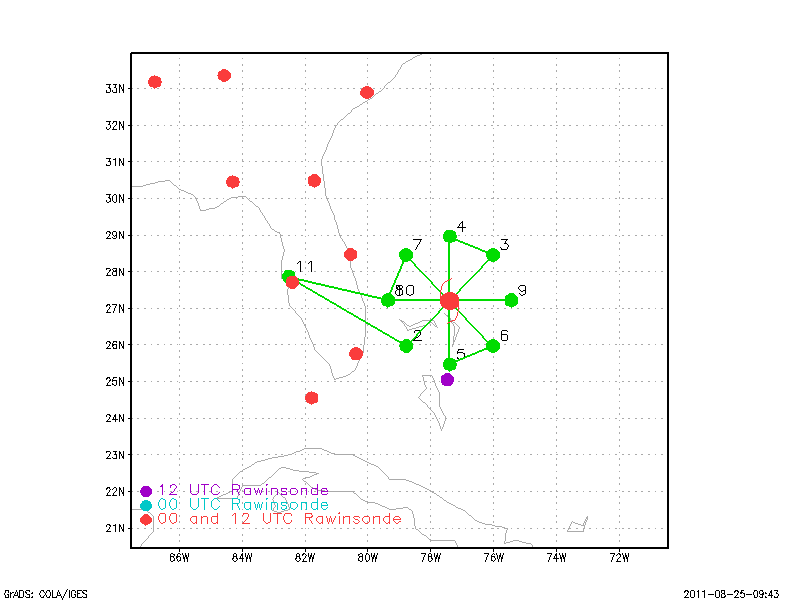 33N
32N
31N
30N
29N
28N
27N
26N
25N
24N
23N
22N
21N
4
7
3
11
8
10
9
2
6
5
12 UTC Rawinsonde
00 UTC Rawinsonde
00 and 12 UTC Rawinsonde
86W 84W 82W 80W 78W 76W 74W 72W
GrADS: COLA/IGES
2011-08-25-09:43